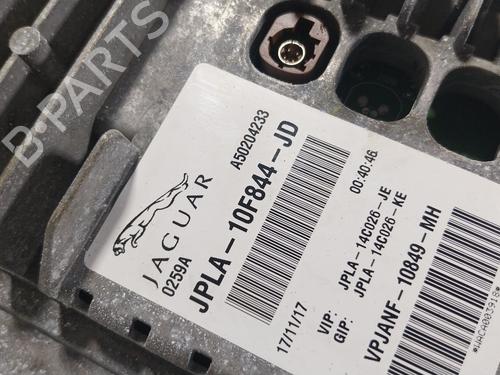 B-PARTS
JAGUAR
0259A
A50204233
JPLA-10F844-JD
17/11/17
00:40:46
VIP: JPLA-14C026-JE
GIP: JPLA-14C026-KE
VPJANF-10849-MH
*WACA003918*